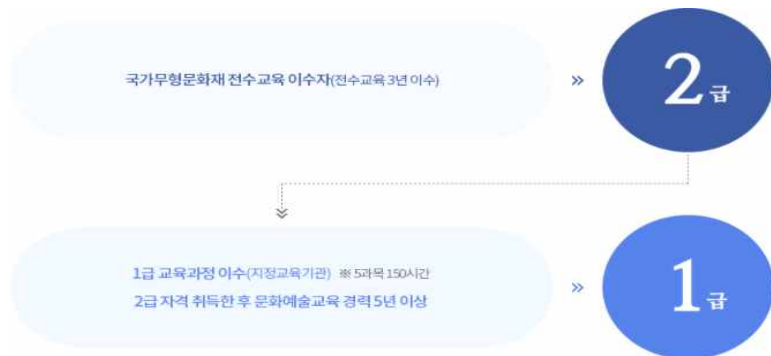 국가무형문화재 전수교육 이수자(전수교육 3년 이수)
»
2급
1급 교육과정 이수(지정교육기관) ※ 5과목 150시간
2급 자격 취득한 후 문화예술교육 경력 5년 이상
»
1급